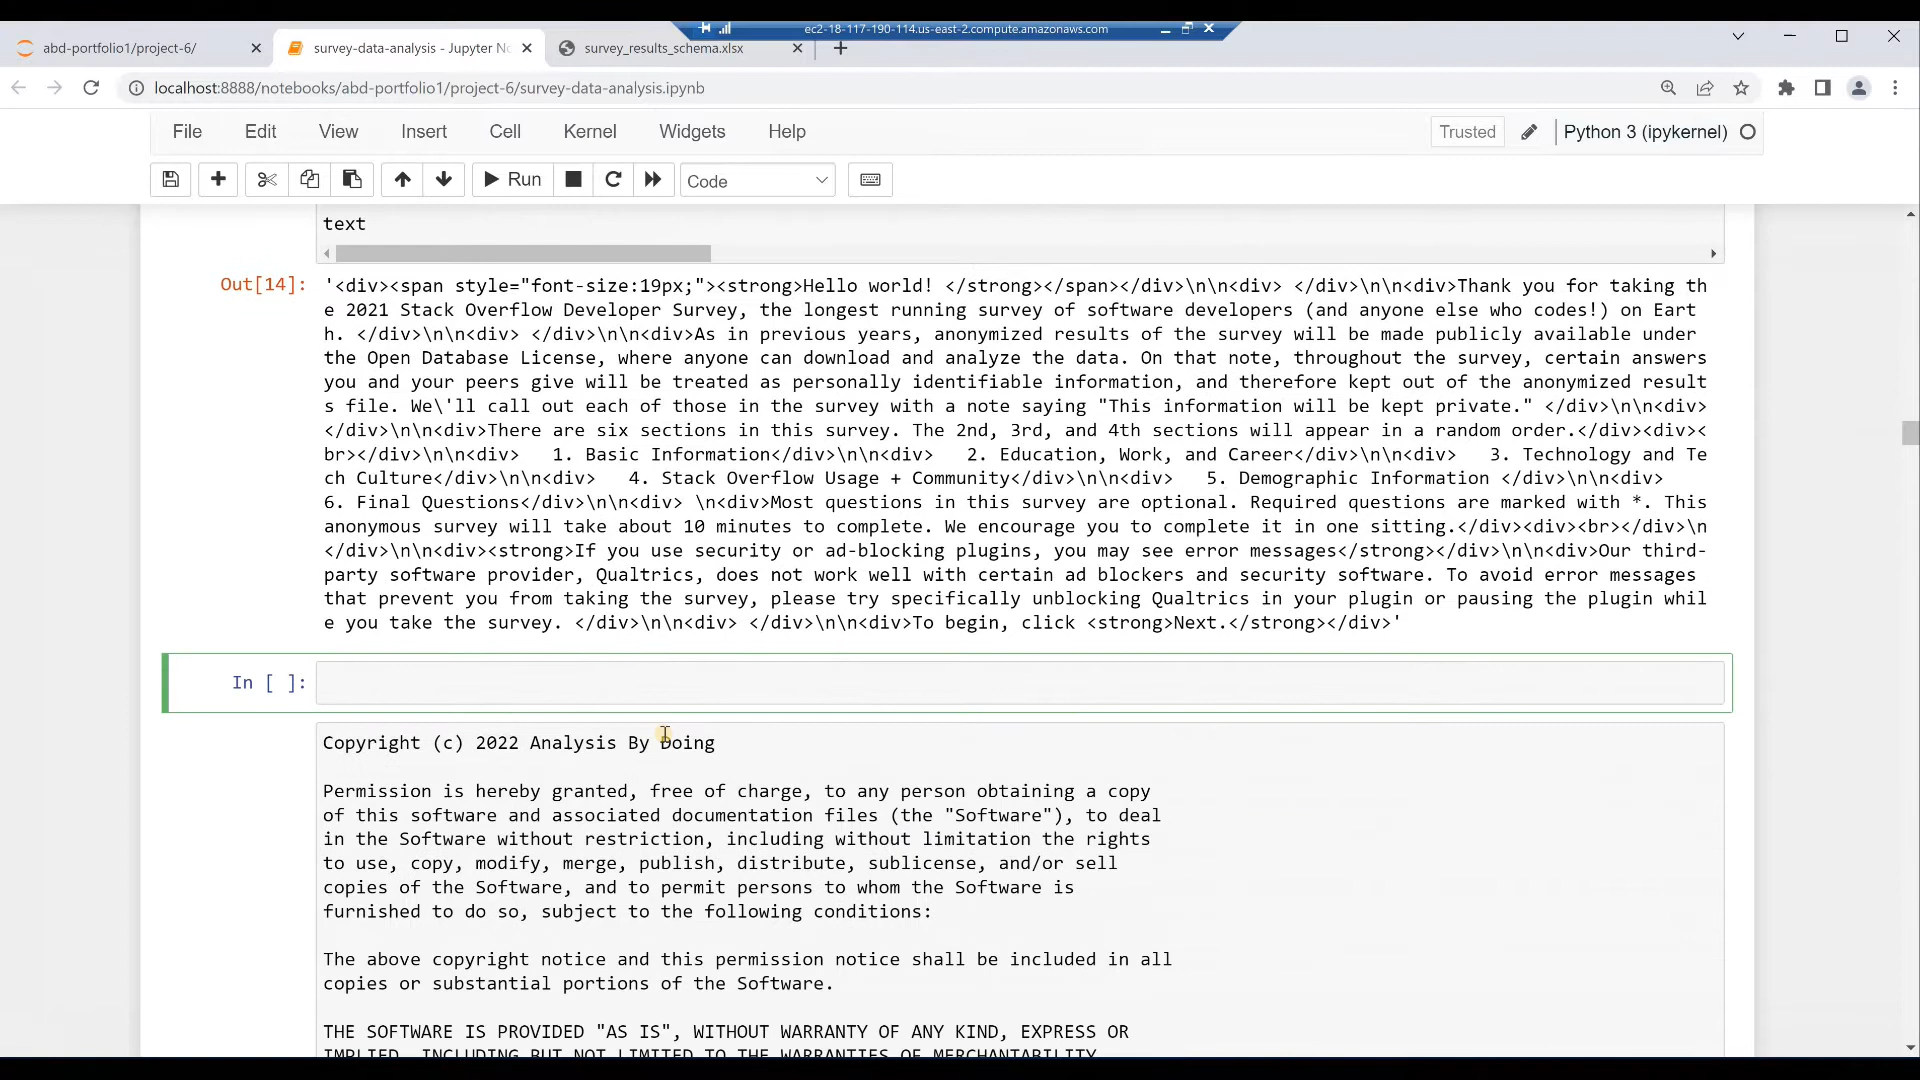 ec2-18-117-190-114.us-east-2.compute.amazonaws.com
abd-portfolio1/project-6/
survey-data-analysis - Jupyter No
survey_results_schema.xlsx
localhost:8888/notebooks/abd-portfolio1/project-6/survey-data-analysis.ipynb
File Edit View Insert Cell Kernel Widgets Help
Trusted
Python 3 (ipykernel)
Run
Code
text
Out[14]:
'<div><span style="font-size:19px;"><strong>Hello world! </strong></span></div>\n\n<div> </div>\n\n<div>Thank you for taking th
e 2021 Stack Overflow Developer Survey, the longest running survey of software developers (and anyone else who codes!) on Eart
h. </div>\n\n<div> </div>\n\n<div>As in previous years, anonymized results of the survey will be made publicly available under
the Open Database License, where anyone can download and analyze the data. On that note, throughout the survey, certain answers
you and your peers give will be treated as personally identifiable information, and therefore kept out of the anonymized result
s file. We\'ll call out each of those in the survey with a note saying "This information will be kept private." </div>\n\n<div>
</div>\n\n<div>There are six sections in this survey. The 2nd, 3rd, and 4th sections will appear in a random order.</div><div><
br></div>\n\n<div>   1. Basic Information</div>\n\n<div>   2. Education, Work, and Career</div>\n\n<div>   3. Technology and Te
ch Culture</div>\n\n<div>   4. Stack Overflow Usage + Community</div>\n\n<div>   5. Demographic Information </div>\n\n<div>
6. Final Questions</div>\n\n<div> \n<div>Most questions in this survey are optional. Required questions are marked with *. This
anonymous survey will take about 10 minutes to complete. We encourage you to complete it in one sitting.</div><div><br></div>\n
</div>\n\n<div><strong>If you use security or ad-blocking plugins, you may see error messages</strong></div>\n\n<div>Our third-
party software provider, Qualtrics, does not work well with certain ad blockers and security software. To avoid error messages
that prevent you from taking the survey, please try specifically unblocking Qualtrics in your plugin or pausing the plugin whil
e you take the survey. </div>\n\n<div> </div>\n\n<div>To begin, click <strong>Next.</strong></div>'
In [ ]:
Copyright (c) 2022 Analysis By Doing
Permission is hereby granted, free of charge, to any person obtaining a copy
of this software and associated documentation files (the "Software"), to deal
in the Software without restriction, including without limitation the rights
to use, copy, modify, merge, publish, distribute, sublicense, and/or sell
copies of the Software, and to permit persons to whom the Software is
furnished to do so, subject to the following conditions:
The above copyright notice and this permission notice shall be included in all
copies or substantial portions of the Software.
THE SOFTWARE IS PROVIDED "AS IS", WITHOUT WARRANTY OF ANY KIND, EXPRESS OR
IMPLIED, INCLUDING BUT NOT LIMITED TO THE WARRANTIES OF MERCHANTABILITY,